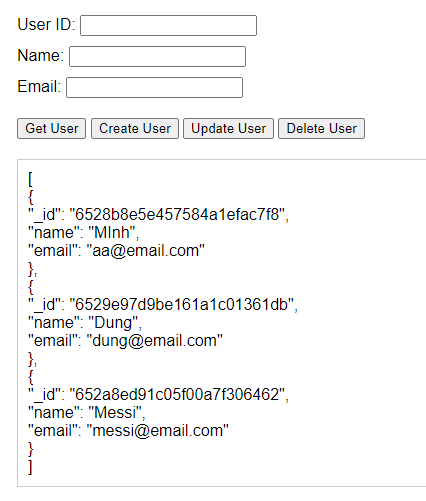 User ID:
Name:
Email:
Get User Create User Update User Delete User
[
{
"_id": "6528b8e5e457584a1efac7f8",
"name": "MInh",
"email": "aa@email.com"
},
{
"_id": "6529e97d9be161a1c01361db",
"name": "Dung",
"email": "dung@email.com"
},
{
"_id": "652a8ed91c05f00a7f306462",
"name": "Messi",
"email": "messi@email.com"
}
]